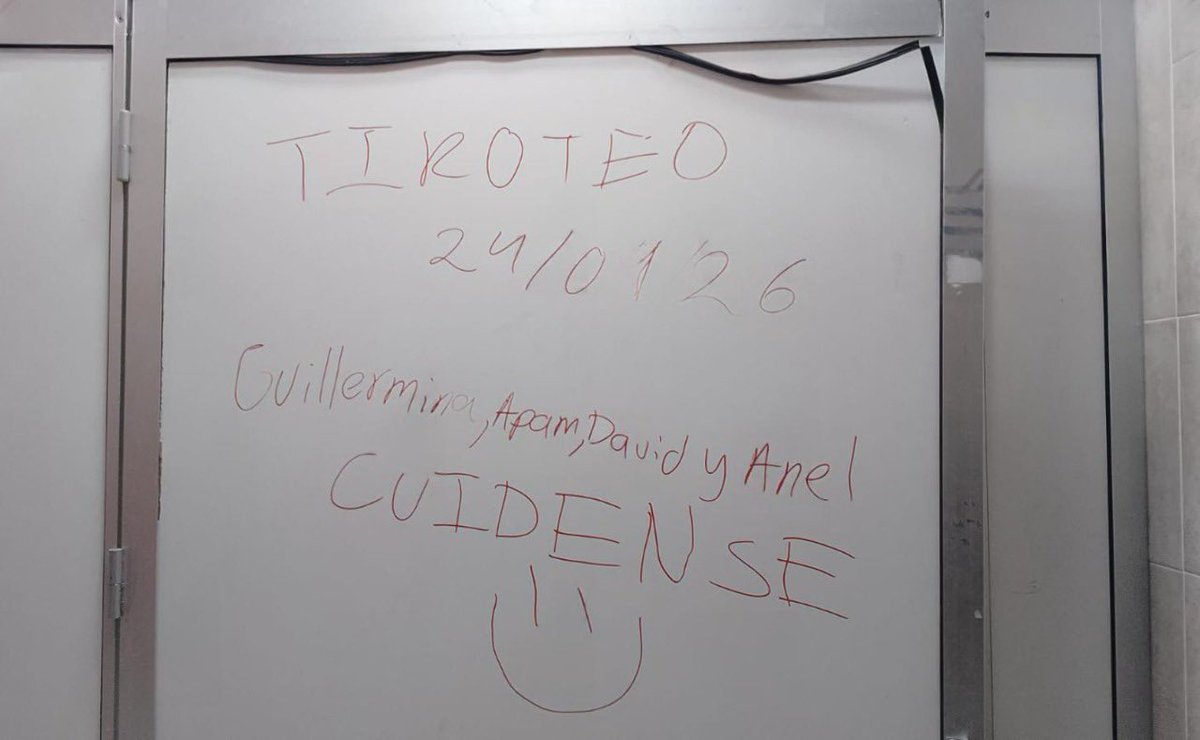 TIROTEO
24/01/26
Guillermina, Apam, David y Anel
CUIDENSE